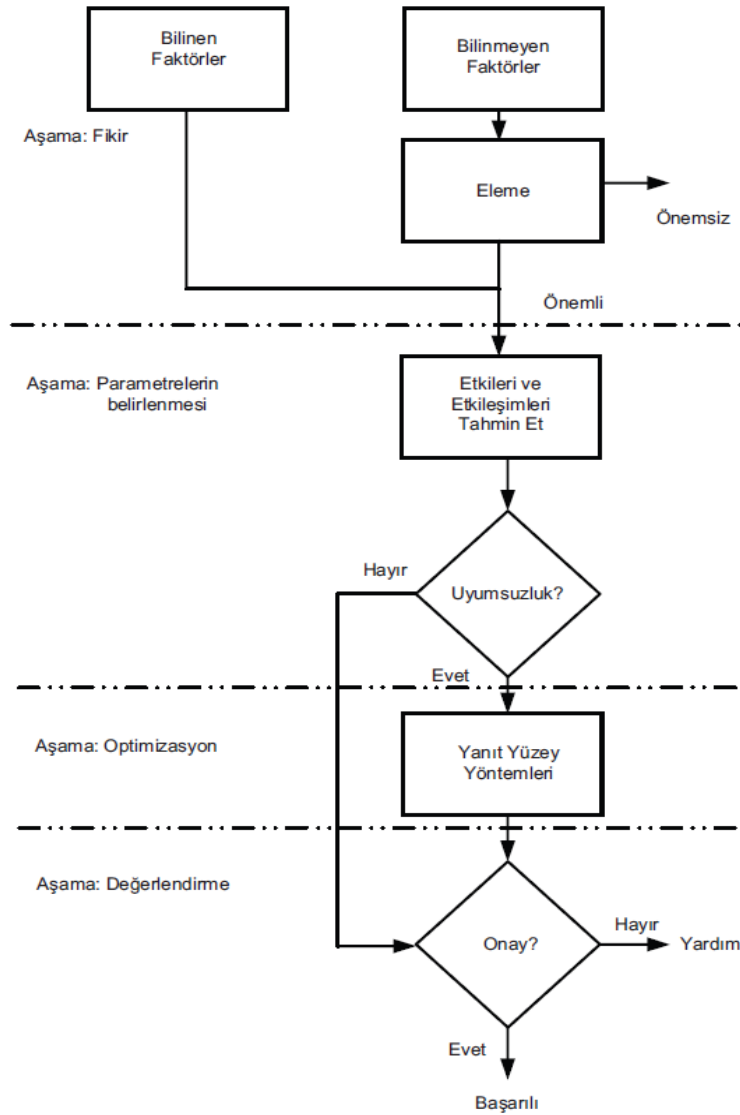 Bilinen
Faktörler
Bilinmeyen
Faktörler
Aşama: Fikir
Eleme
Önemsiz
Önemli
Aşama: Parametrelerin
belirlenmesi
Etkileri ve
Etkileşimleri
Tahmin Et
Hayır
Uyumsuzluk?
Evet
Aşama: Optimizasyon
Yanıt Yüzey
Yöntemleri
Aşama: Değerlendirme
Onay?
Hayır
Yardım
Evet
Başarılı